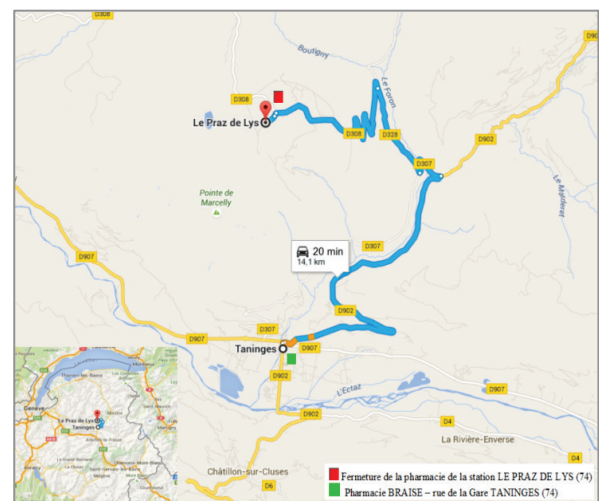 D902
Boutigny
Le Foron
D308
Le Praz de Lys
D308
D328
D902
D307
Le Malderet
Pointe de
Marcelly
D907
D307
20 min
14,1 km
D902
D307
Taninges
D907
D907
D902
L'Ectaz
D907
D902
D4
La Rivière-Enverse
D4
Châtillon-sur-Cluses
D6
Genève
Le Praz de Lys
Taninges
Fermeture de la pharmacie de la station LE PRAZ DE LYS (74)
Pharmacie BRAISE – rue de la Gare TANINGES (74)